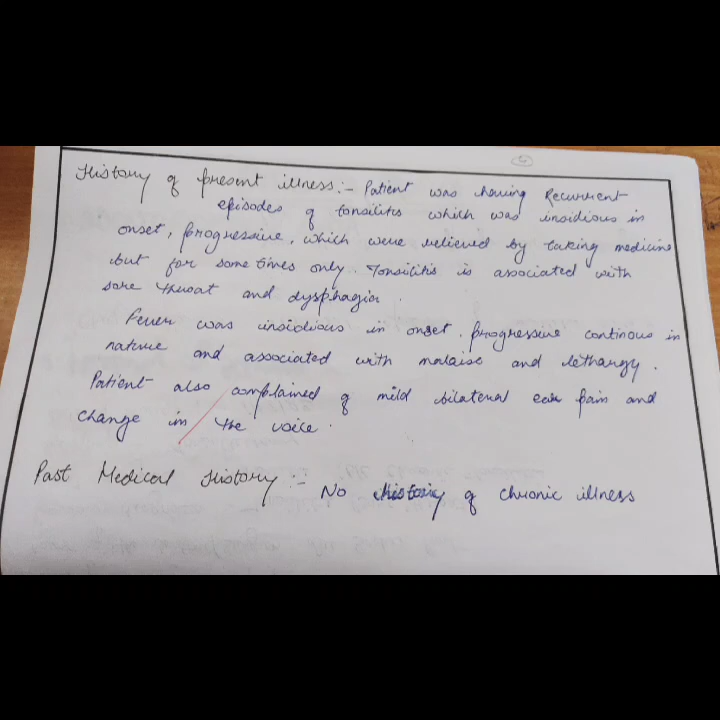 History of present illness:- Patient was having Recurrent
episodes of tonsilitis which was insidious in
onset, progressive, which were relieved by taking medicine
but for some times only. Tonsilitis is associated with
sore throat and dysphagia.
Fever was insidious in onset, progressive continous in
nature and associated with malaise and lethargy.
Patient also complained of mild bilateral ear pain and
change in the voice.
Past Medical History:- No history of chronic illness